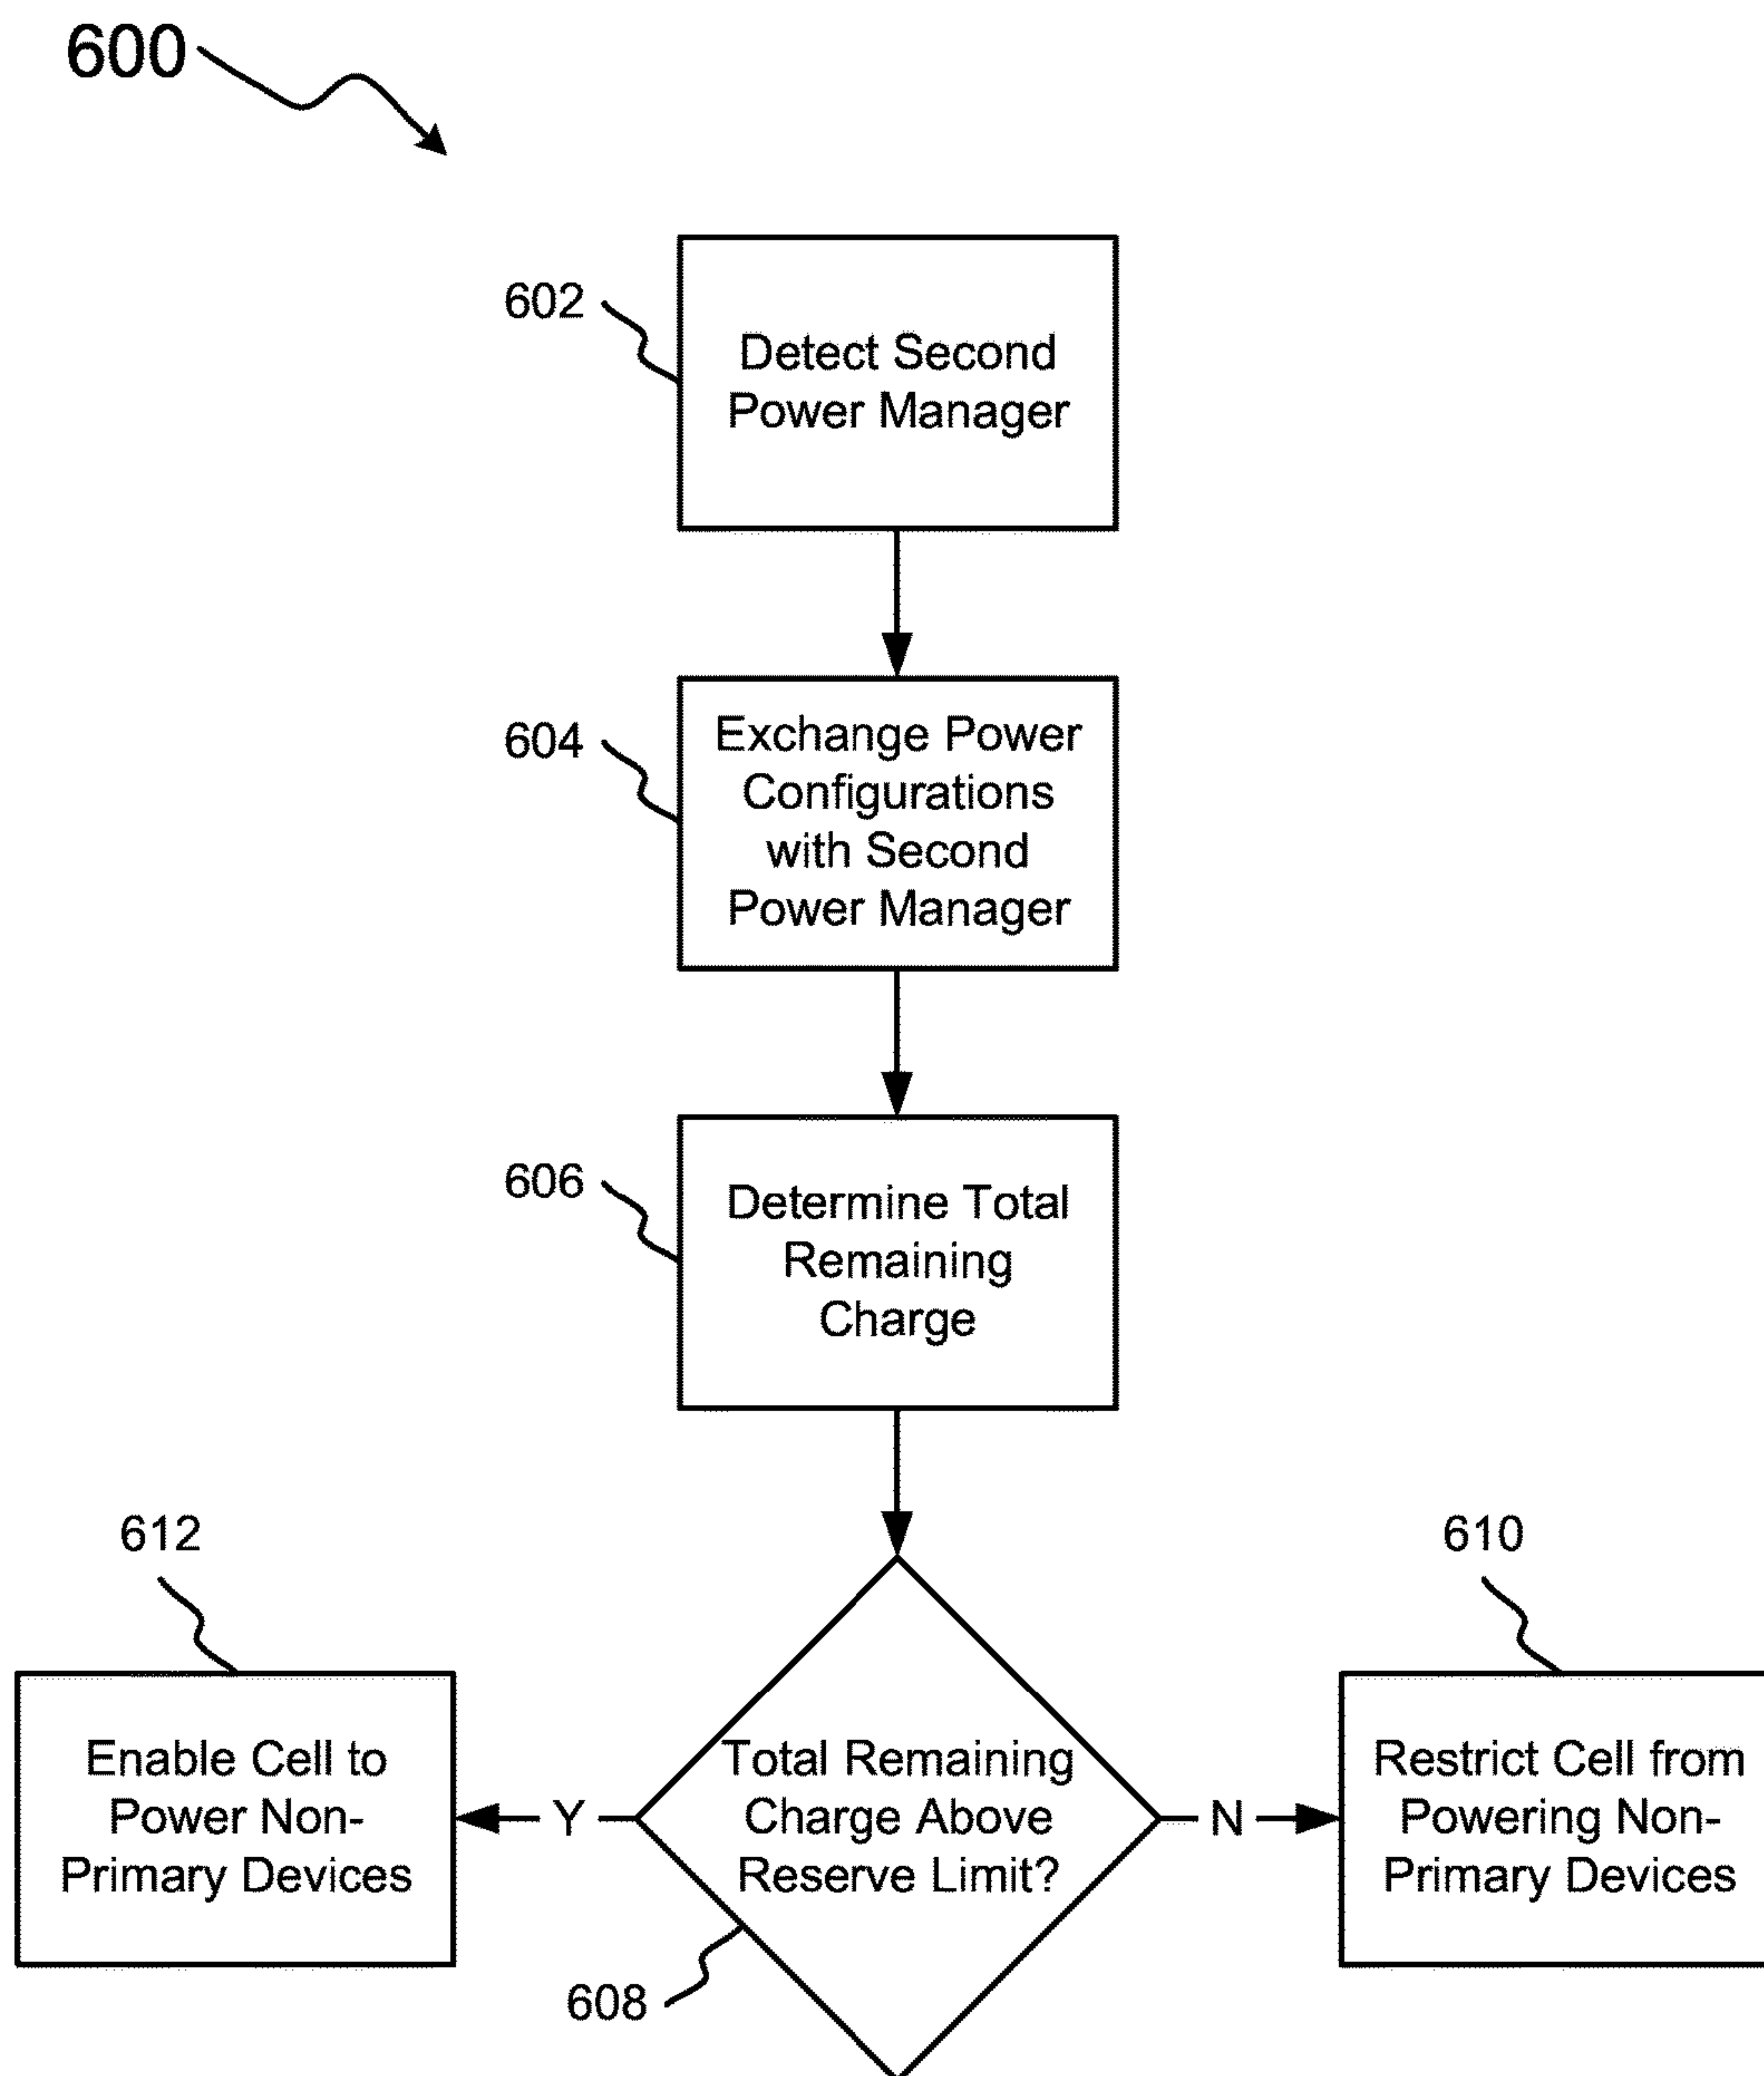 600
602
Detect Second
Power Manager
604
Exchange Power
Configurations
with Second
Power Manager
606
Determine Total
Remaining
Charge
612
610
Enable Cell to
Power Non-
Primary Devices
Y
Total Remaining
Charge Above
Reserve Limit?
N
Restrict Cell from
Powering Non-
Primary Devices
608